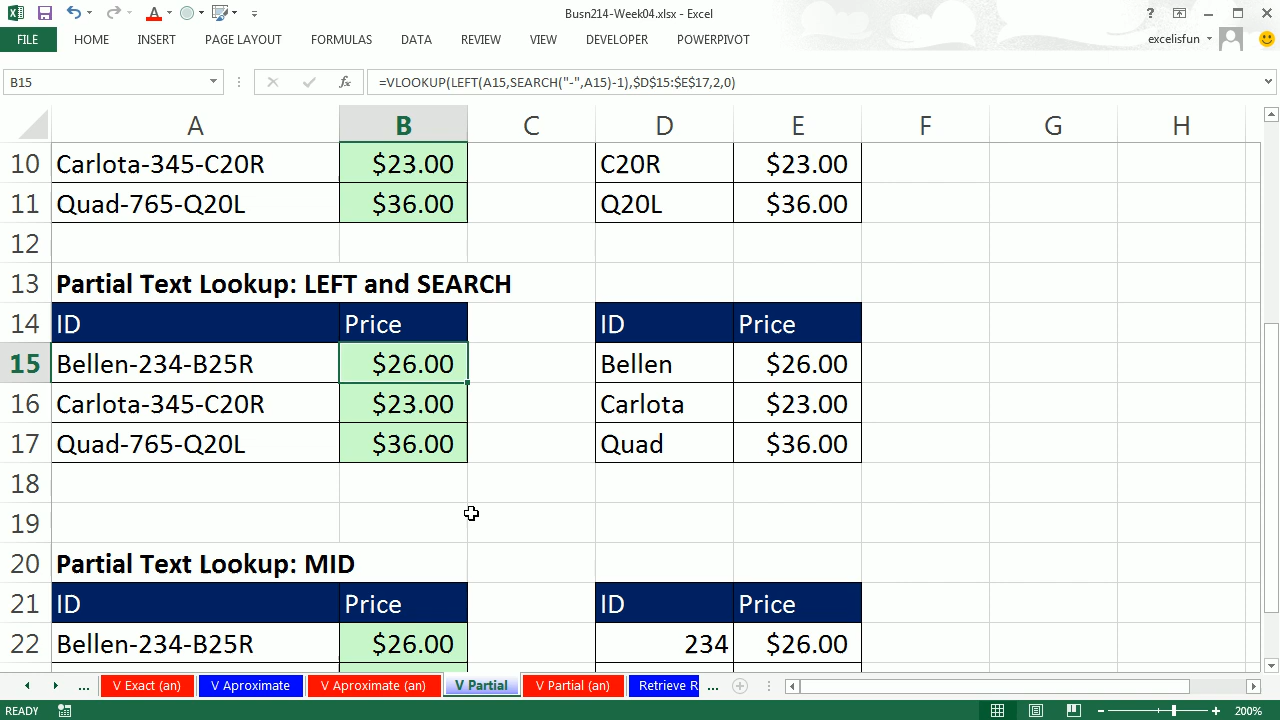 Busn214-Week04.xlsx - Excel
FILE HOME INSERT PAGE LAYOUT FORMULAS DATA REVIEW VIEW DEVELOPER POWERPIVOT excelisfun
B15 fx =VLOOKUP(LEFT(A15,SEARCH("-",A15)-1),$D$15:$E$17,2,0)
A B C D E F G H
10 Carlota-345-C20R $23.00 C20R $23.00
11 Quad-765-Q20L $36.00 Q20L $36.00
12
13 Partial Text Lookup: LEFT and SEARCH
14 ID Price ID Price
15 Bellen-234-B25R $26.00 Bellen $26.00
16 Carlota-345-C20R $23.00 Carlota $23.00
17 Quad-765-Q20L $36.00 Quad $36.00
18
19
20 Partial Text Lookup: MID
21 ID Price ID Price
22 Bellen-234-B25R $26.00 234 $26.00
... V Exact (an) V Aproximate V Aproximate (an) V Partial V Partial (an) Retrieve R ...
READY 200%